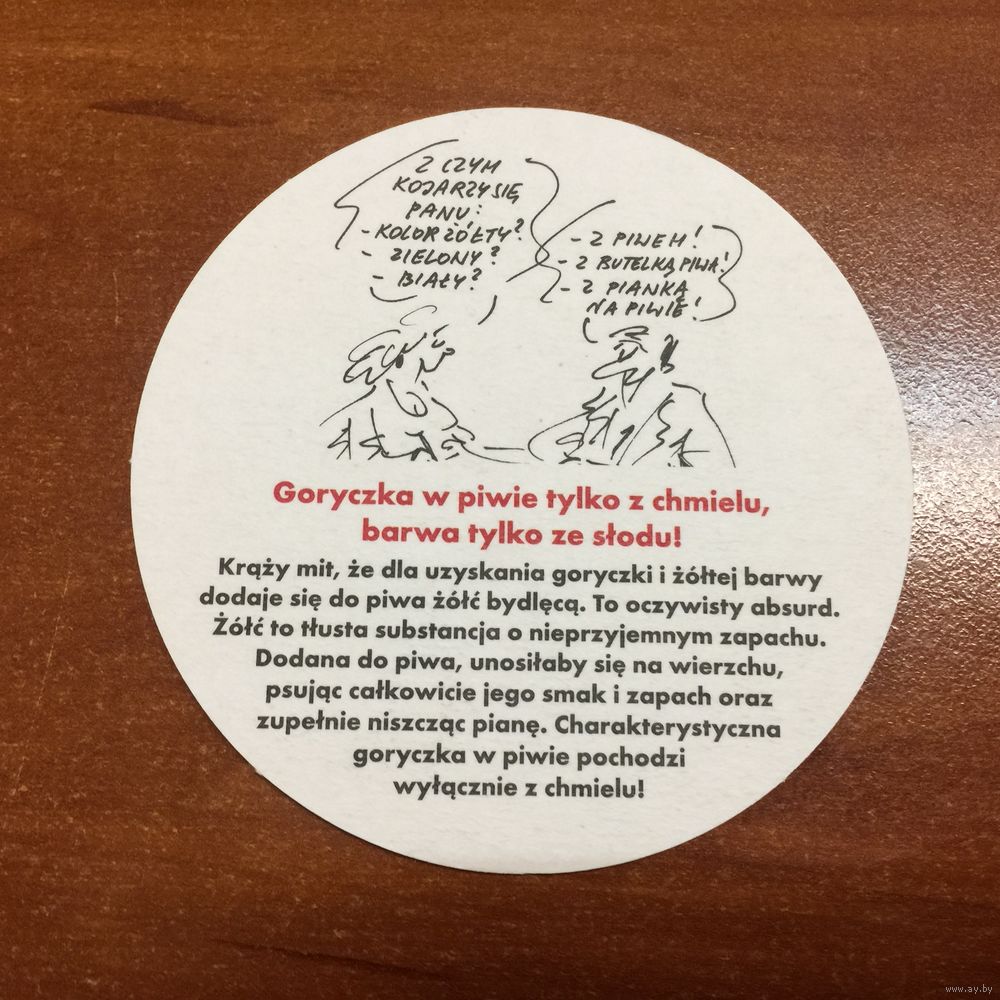 Z CZYM
KOJARZY SIĘ
PANU:
- KOLOR ŻÓŁTY?
- ZIELONY?
- BIAŁY?
- Z PIWEM!
- Z BUTELKĄ PIWA!
- Z PIANKĄ
NA PIWIE!
Goryczka w piwie tylko z chmielu,
barwa tylko ze słodu!
Krąży mit, że dla uzyskania goryczki i żółtej barwy
dodaje się do piwa żółć bydlęcą. To oczywisty absurd.
Żółć to tłusta substancja o nieprzyjemnym zapachu.
Dodana do piwa, unosiłaby się na wierzchu,
psując całkowicie jego smak i zapach oraz
zupełnie niszcząc pianę. Charakterystyczna
goryczka w piwie pochodzi
wyłącznie z chmielu!
www.ay.by